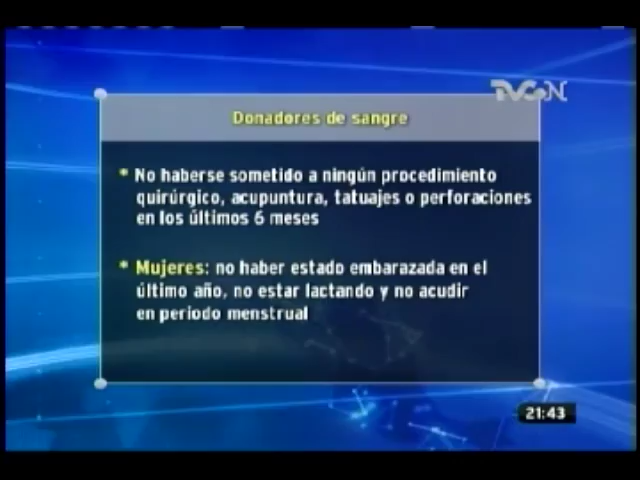 TVCN
Donadores de sangre
* No haberse sometido a ningún procedimiento
quirúrgico, acupuntura, tatuajes o perforaciones
en los últimos 6 meses
* Mujeres: no haber estado embarazada en el
último año, no estar lactando y no acudir
en periodo menstrual
21:43